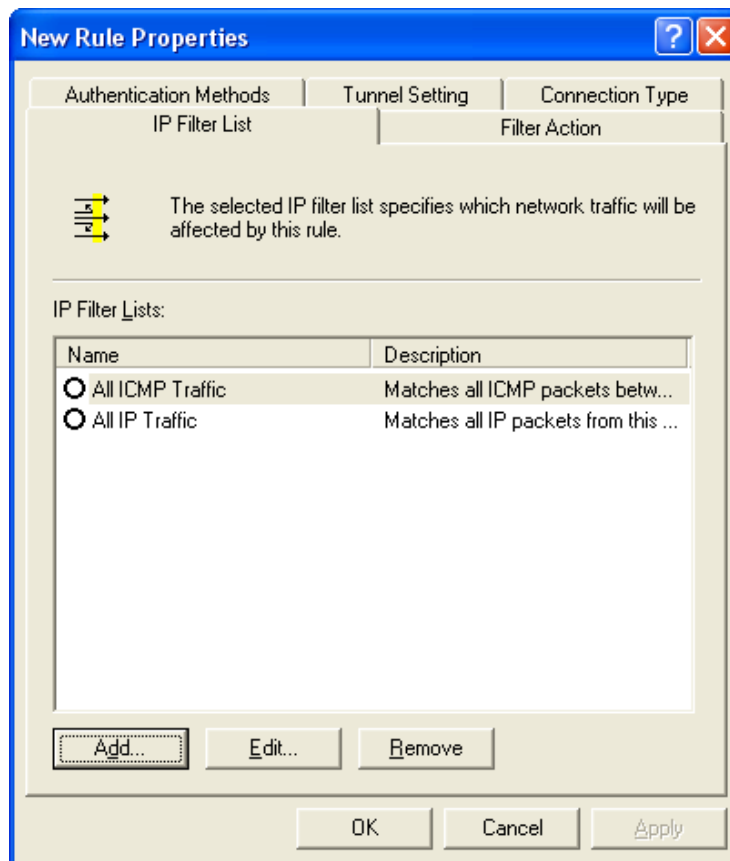 New Rule Properties
Authentication Methods Tunnel Setting Connection Type
IP Filter List Filter Action
The selected IP filter list specifies which network traffic will be
affected by this rule.
IP Filter Lists:
Name Description
All ICMP Traffic Matches all ICMP packets betw...
All IP Traffic Matches all IP packets from this ...
Add... Edit... Remove
OK Cancel Apply